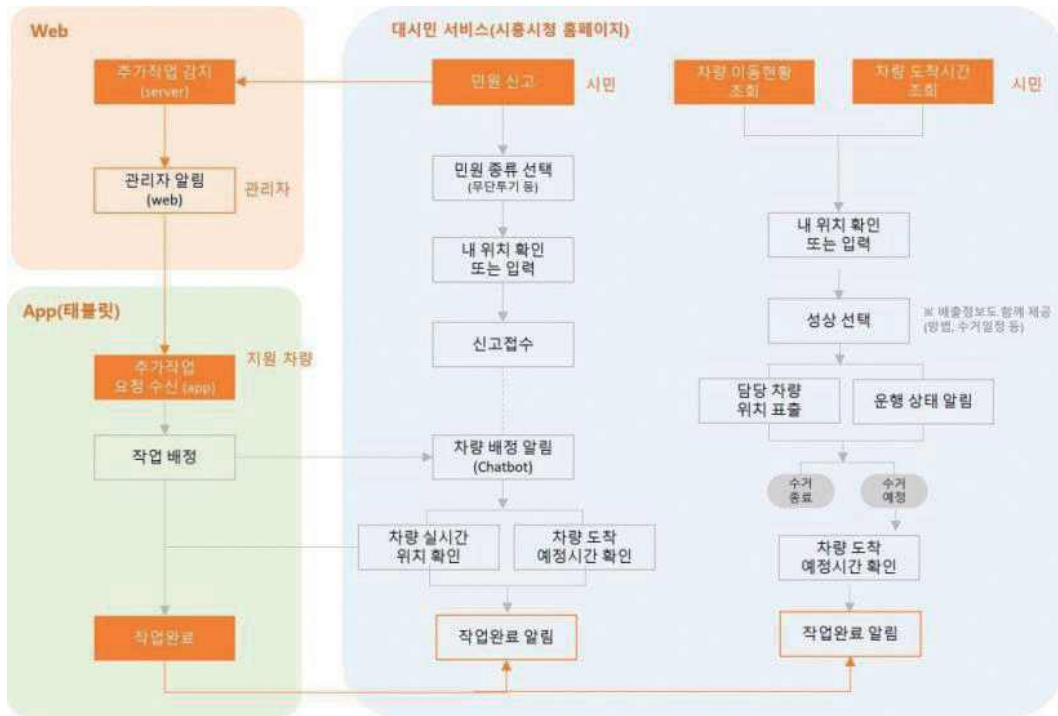 Web
추가작업 감지
(server)
관리자 알림
(web)
관리자
App(태블릿)
지원 차량
추가작업
요청 수신 (app)
작업 배정
작업완료
대시민 서비스(시흥시청 홈페이지)
민원 신고
시민
민원 종류 선택
(무단투기 등)
내 위치 확인
또는 입력
신고접수
차량 배정 알림
(Chatbot)
차량 실시간
위치 확인
차량 도착
예정시간 확인
작업완료 알림
차량 이동현황
조회
차량 도착시간
조회
시민
내 위치 확인
또는 입력
성상 선택
※ 배출정보도 함께 제공
(방법, 수거일정 등)
담당 차량
위치 표출
운행 상태 알림
수거
종료
수거
예정
차량 도착
예정시간 확인
작업완료 알림